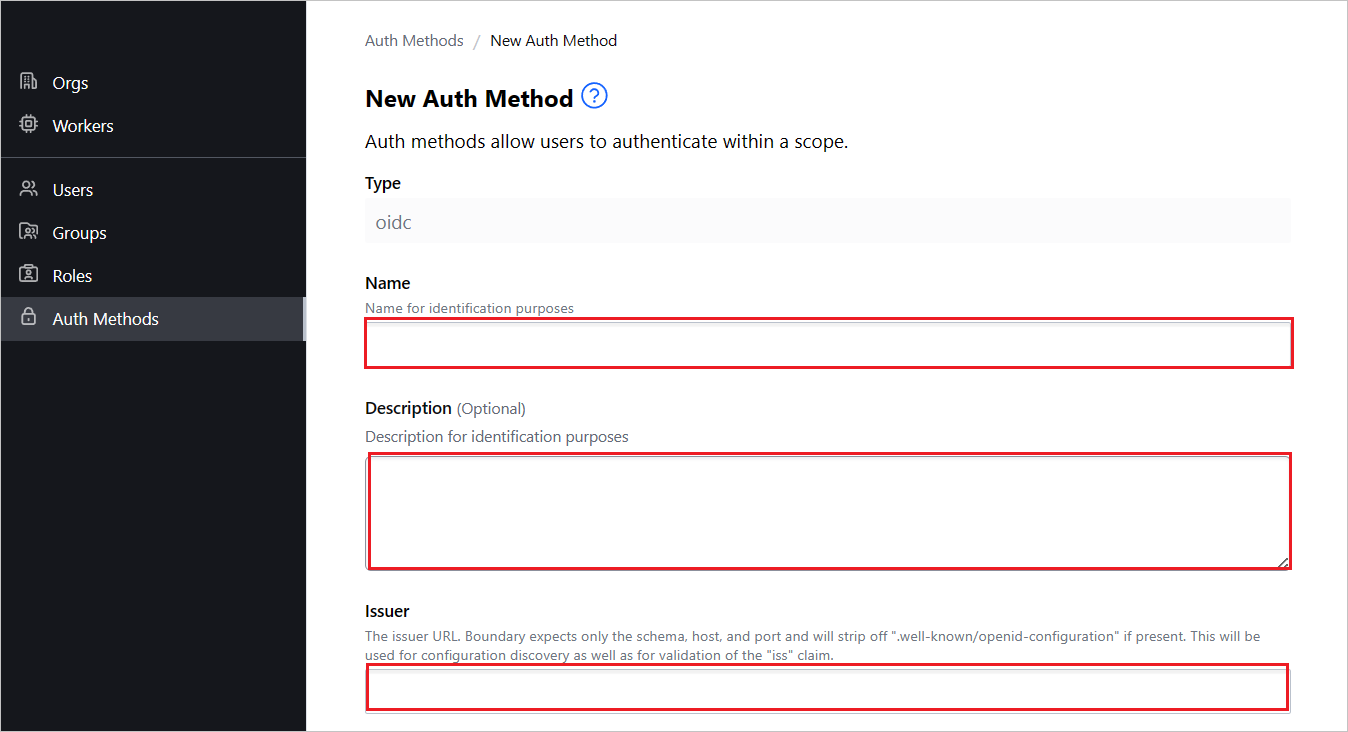 Orgs
Workers
Users
Groups
Roles
Auth Methods
Auth Methods / New Auth Method
New Auth Method ?
Auth methods allow users to authenticate within a scope.
Type
oidc
Name
Name for identification purposes
Description (Optional)
Description for identification purposes
Issuer
The issuer URL. Boundary expects only the schema, host, and port and will strip off ".well-known/openid-configuration" if present. This will be
used for configuration discovery as well as for validation of the "iss" claim.